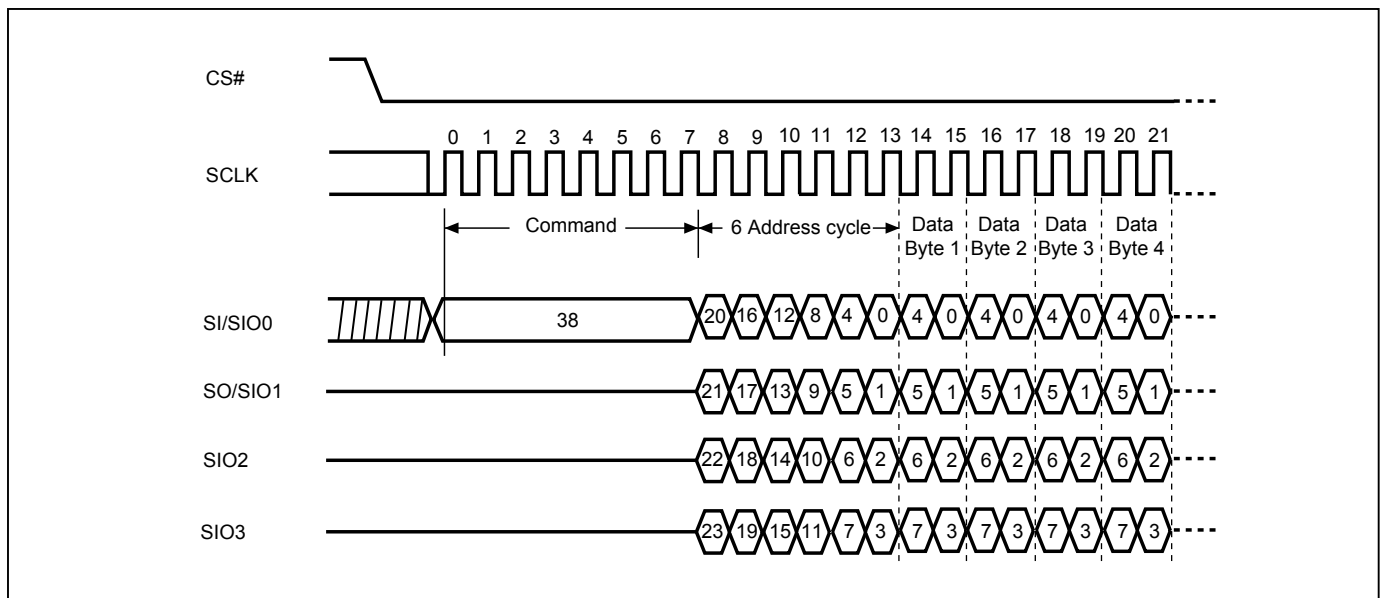 CS#
0 1 2 3 4 5 6 7 8 9 10 11 12 13 14 15 16 17 18 19 20 21
SCLK
Command 6 Address cycle Data Byte 1 Data Byte 2 Data Byte 3 Data Byte 4
SI/SIO0 38 20 16 12 8 4 0 4 0 4 0 4 0 4 0
SO/SIO1 21 17 13 9 5 1 5 1 5 1 5 1 5 1
SIO2 22 18 14 10 6 2 6 2 6 2 6 2 6 2
SIO3 23 19 15 11 7 3 7 3 7 3 7 3 7 3